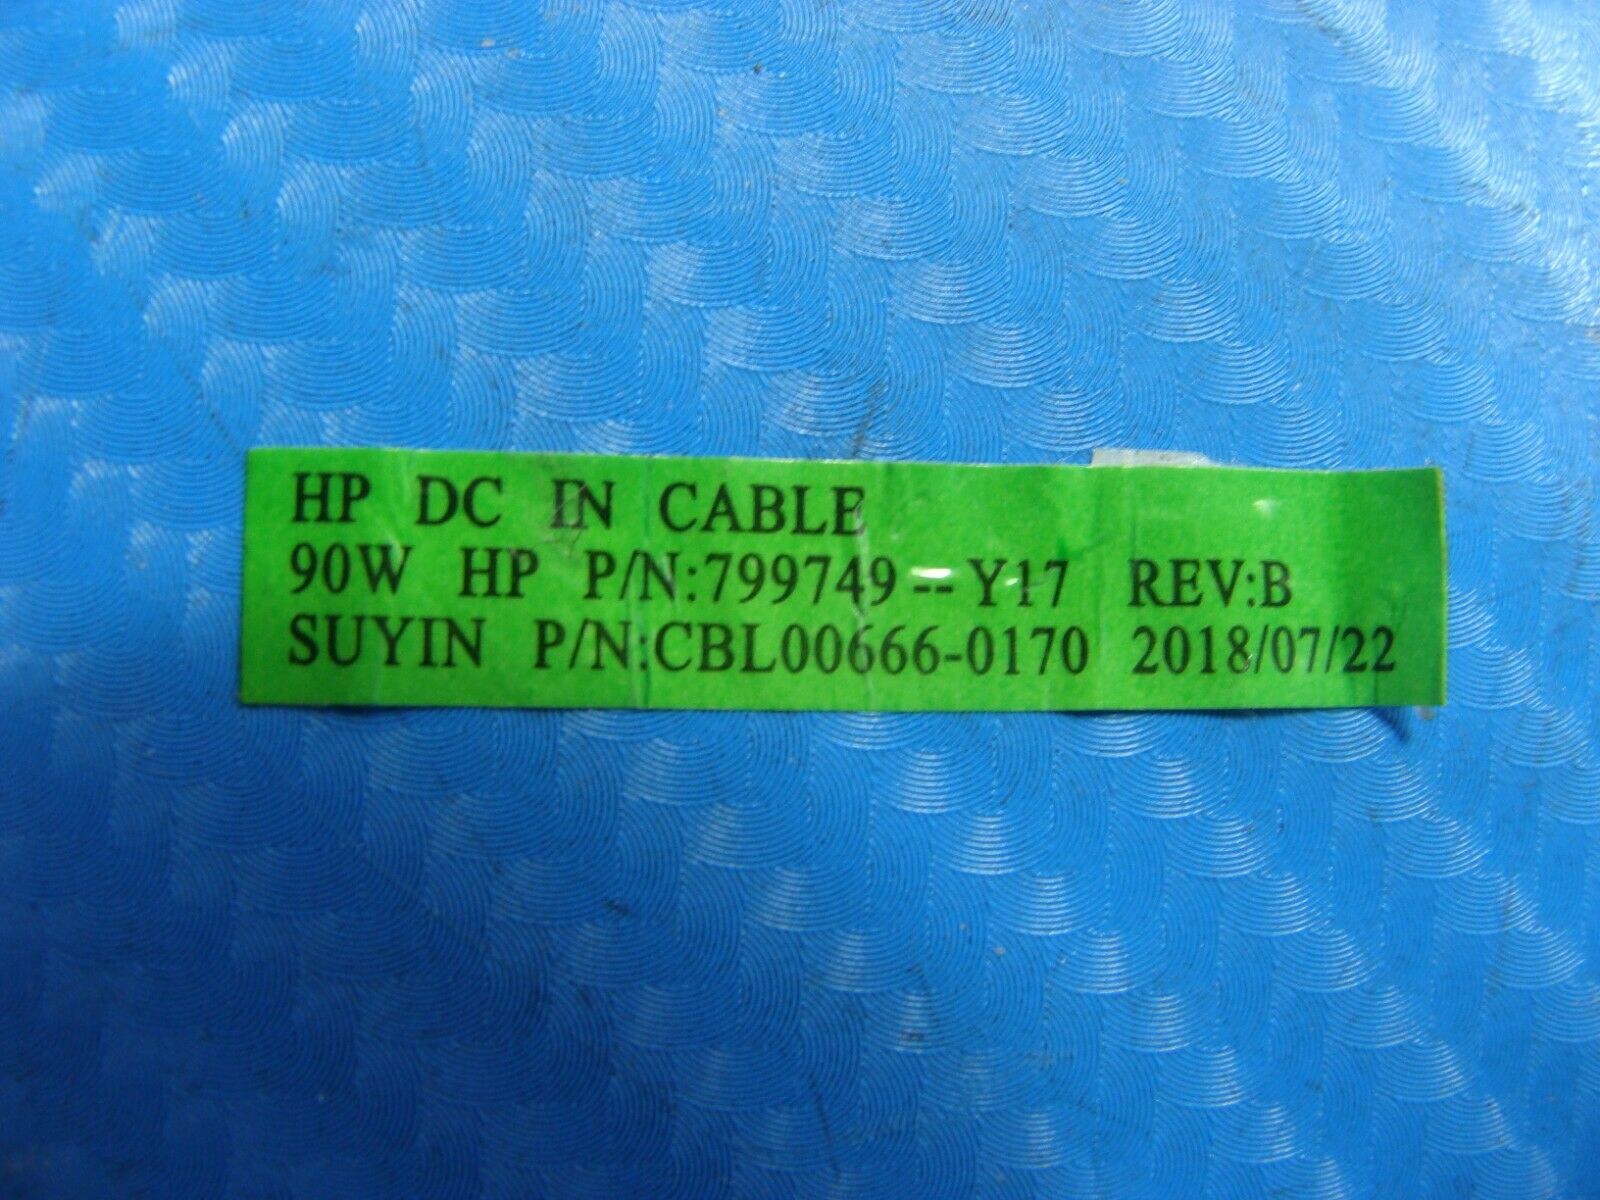 HP DC IN CABLE
90W HP P/N:799749--Y17 REV:B
SUYIN P/N:CBL00666-0170 2018/07/22